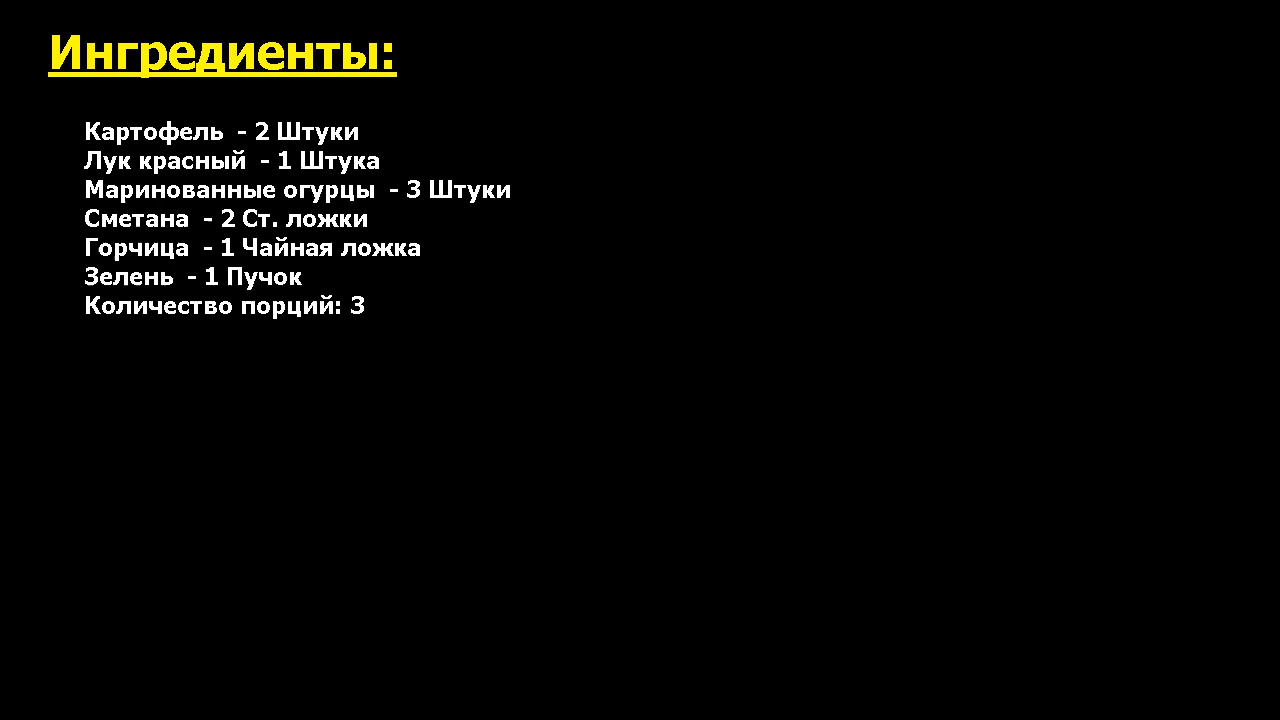 Ингредиенты:
Картофель  - 2 Штуки
Лук красный  - 1 Штука
Маринованные огурцы  - 3 Штуки
Сметана  - 2 Ст. ложки
Горчица  - 1 Чайная ложка
Зелень  - 1 Пучок
Количество порций: 3